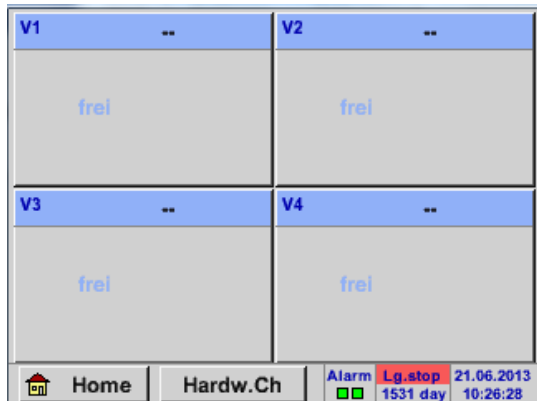 V1 --
V2 --
frei
frei
V3 --
V4 --
frei
frei
Home
Hardw.Ch
Alarm
Lg.stop
1531 day
21.06.2013
10:26:28